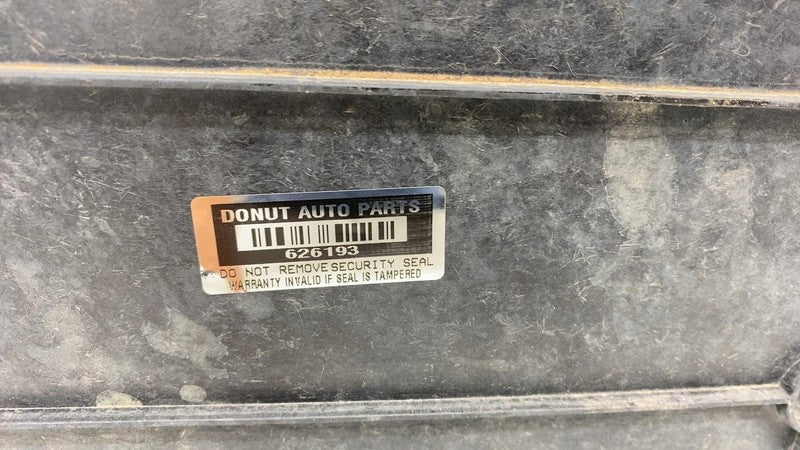 DONUT AUTO PARTS
626193
DO NOT REMOVE SECURITY SEAL
WARRANTY INVALID IF SEAL IS TAMPERED